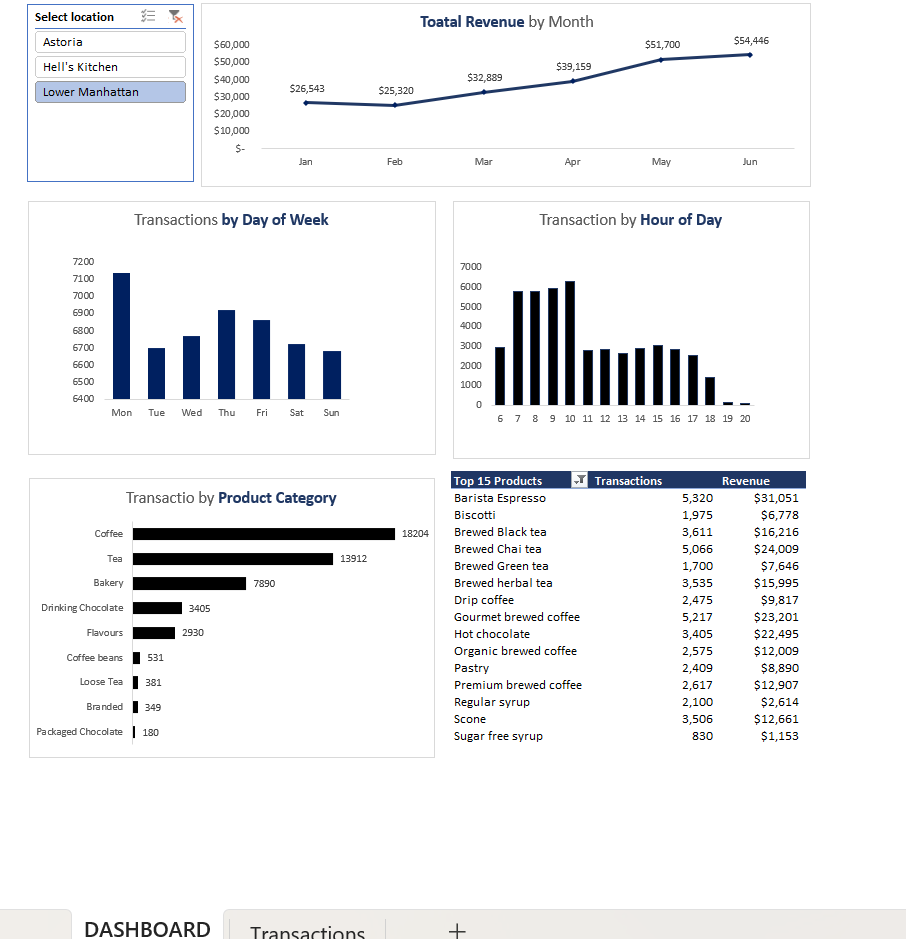 Select location
Astoria
Hell's Kitchen
Lower Manhattan
Toatal Revenue by Month
$60,000
$50,000
$40,000
$30,000
$20,000
$10,000
$-
$26,543
$25,320
$32,889
$39,159
$51,700
$54,446
Jan Feb Mar Apr May Jun
Transactions by Day of Week
7200
7100
7000
6900
6800
6700
6600
6500
6400
Mon Tue Wed Thu Fri Sat Sun
Transaction by Hour of Day
7000
6000
5000
4000
3000
2000
1000
0
6 7 8 9 10 11 12 13 14 15 16 17 18 19 20
Transactio by Product Category
Coffee 18204
Tea 13912
Bakery 7890
Drinking Chocolate 3405
Flavours 2930
Coffee beans 531
Loose Tea 381
Branded 349
Packaged Chocolate 180
Top 15 Products Transactions Revenue
Barista Espresso 5,320 $31,051
Biscotti 1,975 $6,778
Brewed Black tea 3,611 $16,216
Brewed Chai tea 5,066 $24,009
Brewed Green tea 1,700 $7,646
Brewed herbal tea 3,535 $15,995
Drip coffee 2,475 $9,817
Gourmet brewed coffee 5,217 $23,201
Hot chocolate 3,405 $22,495
Organic brewed coffee 2,575 $12,009
Pastry 2,409 $8,890
Premium brewed coffee 2,617 $12,907
Regular syrup 2,100 $2,614
Scone 3,506 $12,661
Sugar free syrup 830 $1,153
DASHBOARD Transactions +